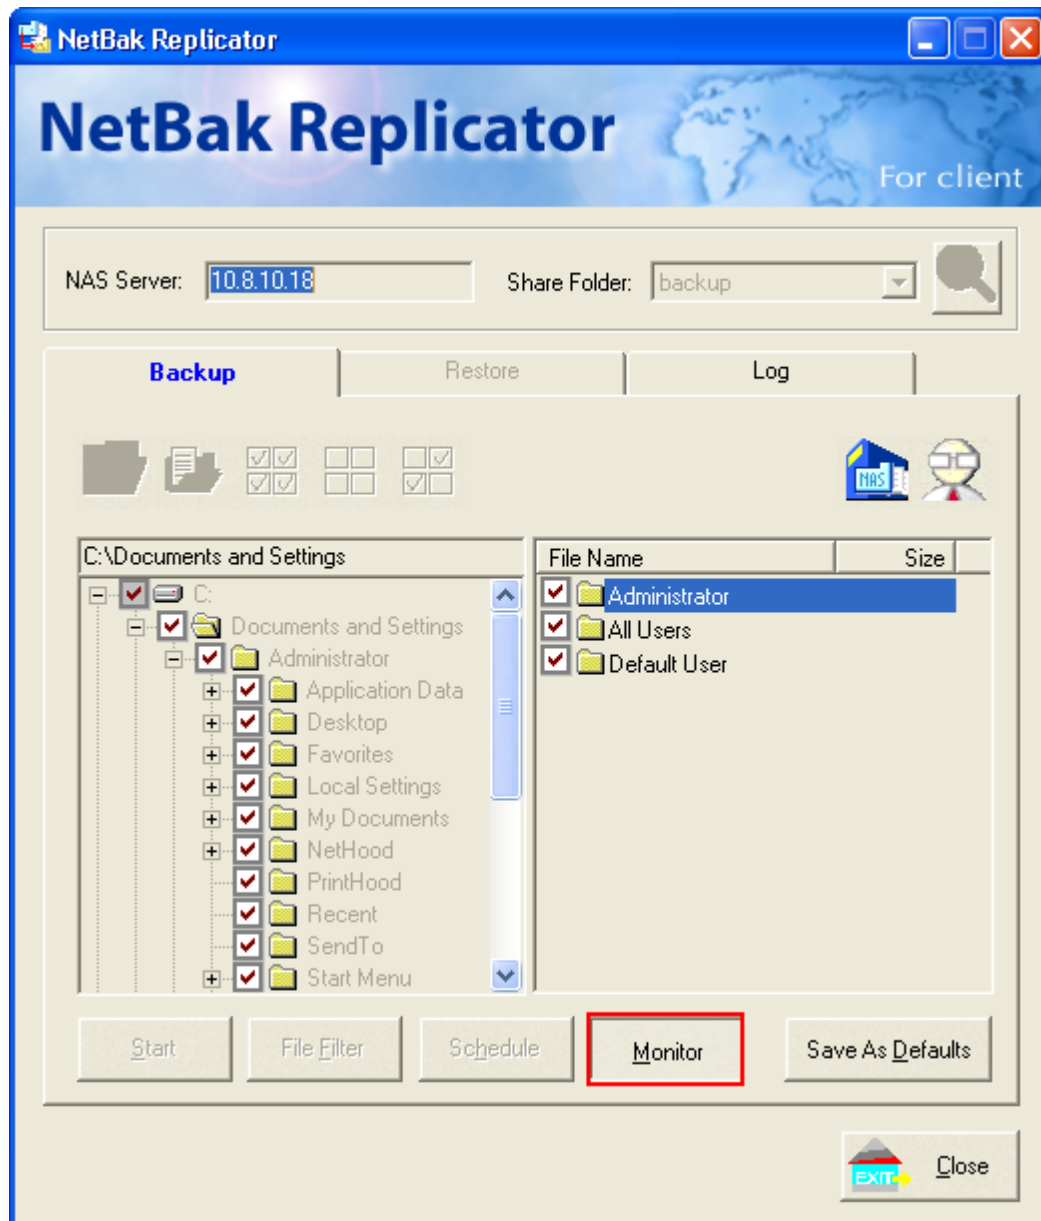 NetBak Replicator
NetBak Replicator
For client
NAS Server: 10.8.10.18 Share Folder: backup
Backup Restore Log
NAS
C:\Documents and Settings
C:
Documents and Settings
Administrator
Application Data
Desktop
Favorites
Local Settings
My Documents
NetHood
PrintHood
Recent
SendTo
Start Menu
File Name Size
Administrator
All Users
Default User
Start File Filter Schedule Monitor Save As Defaults
EXIT Close